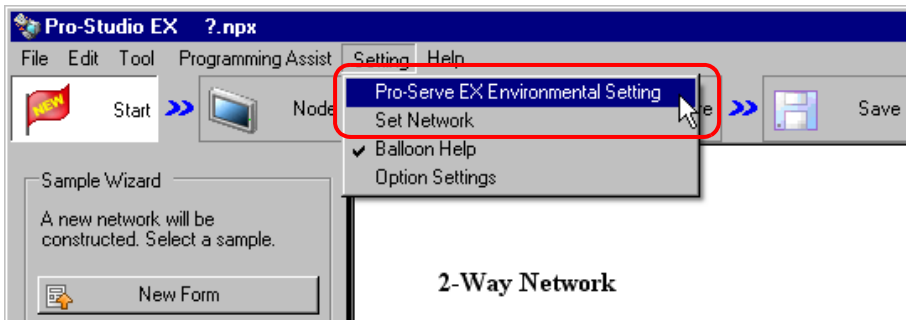 Pro-Studio EX ?.npx
File Edit Tool Programming Assist Setting Help
NEW Start Node re Save
Pro-Serve EX Environmental Setting
Set Network
Balloon Help
Option Settings
Sample Wizard
A new network will be
constructed. Select a sample.
New Form
2-Way Network